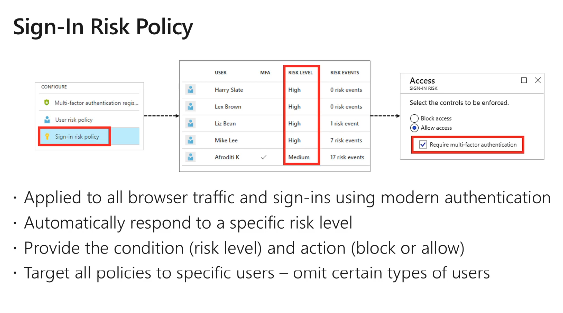 Sign-In Risk Policy
CONFIGURE
Multi-factor authentication regis...
User risk policy
Sign-in risk policy
USER MFA RISK LEVEL RISK EVENTS
Harry Slate High 0 risk events
Lex Brown High 0 risk events
Liz Bean High 1 risk event
Mike Lee High 7 risk events
Afroditi K Medium 17 risk events
Access
SIGN-IN RISK
Select the controls to be enforced.
Block access
Allow access
Require multi-factor authentication
· Applied to all browser traffic and sign-ins using modern authentication
· Automatically respond to a specific risk level
· Provide the condition (risk level) and action (block or allow)
· Target all policies to specific users – omit certain types of users